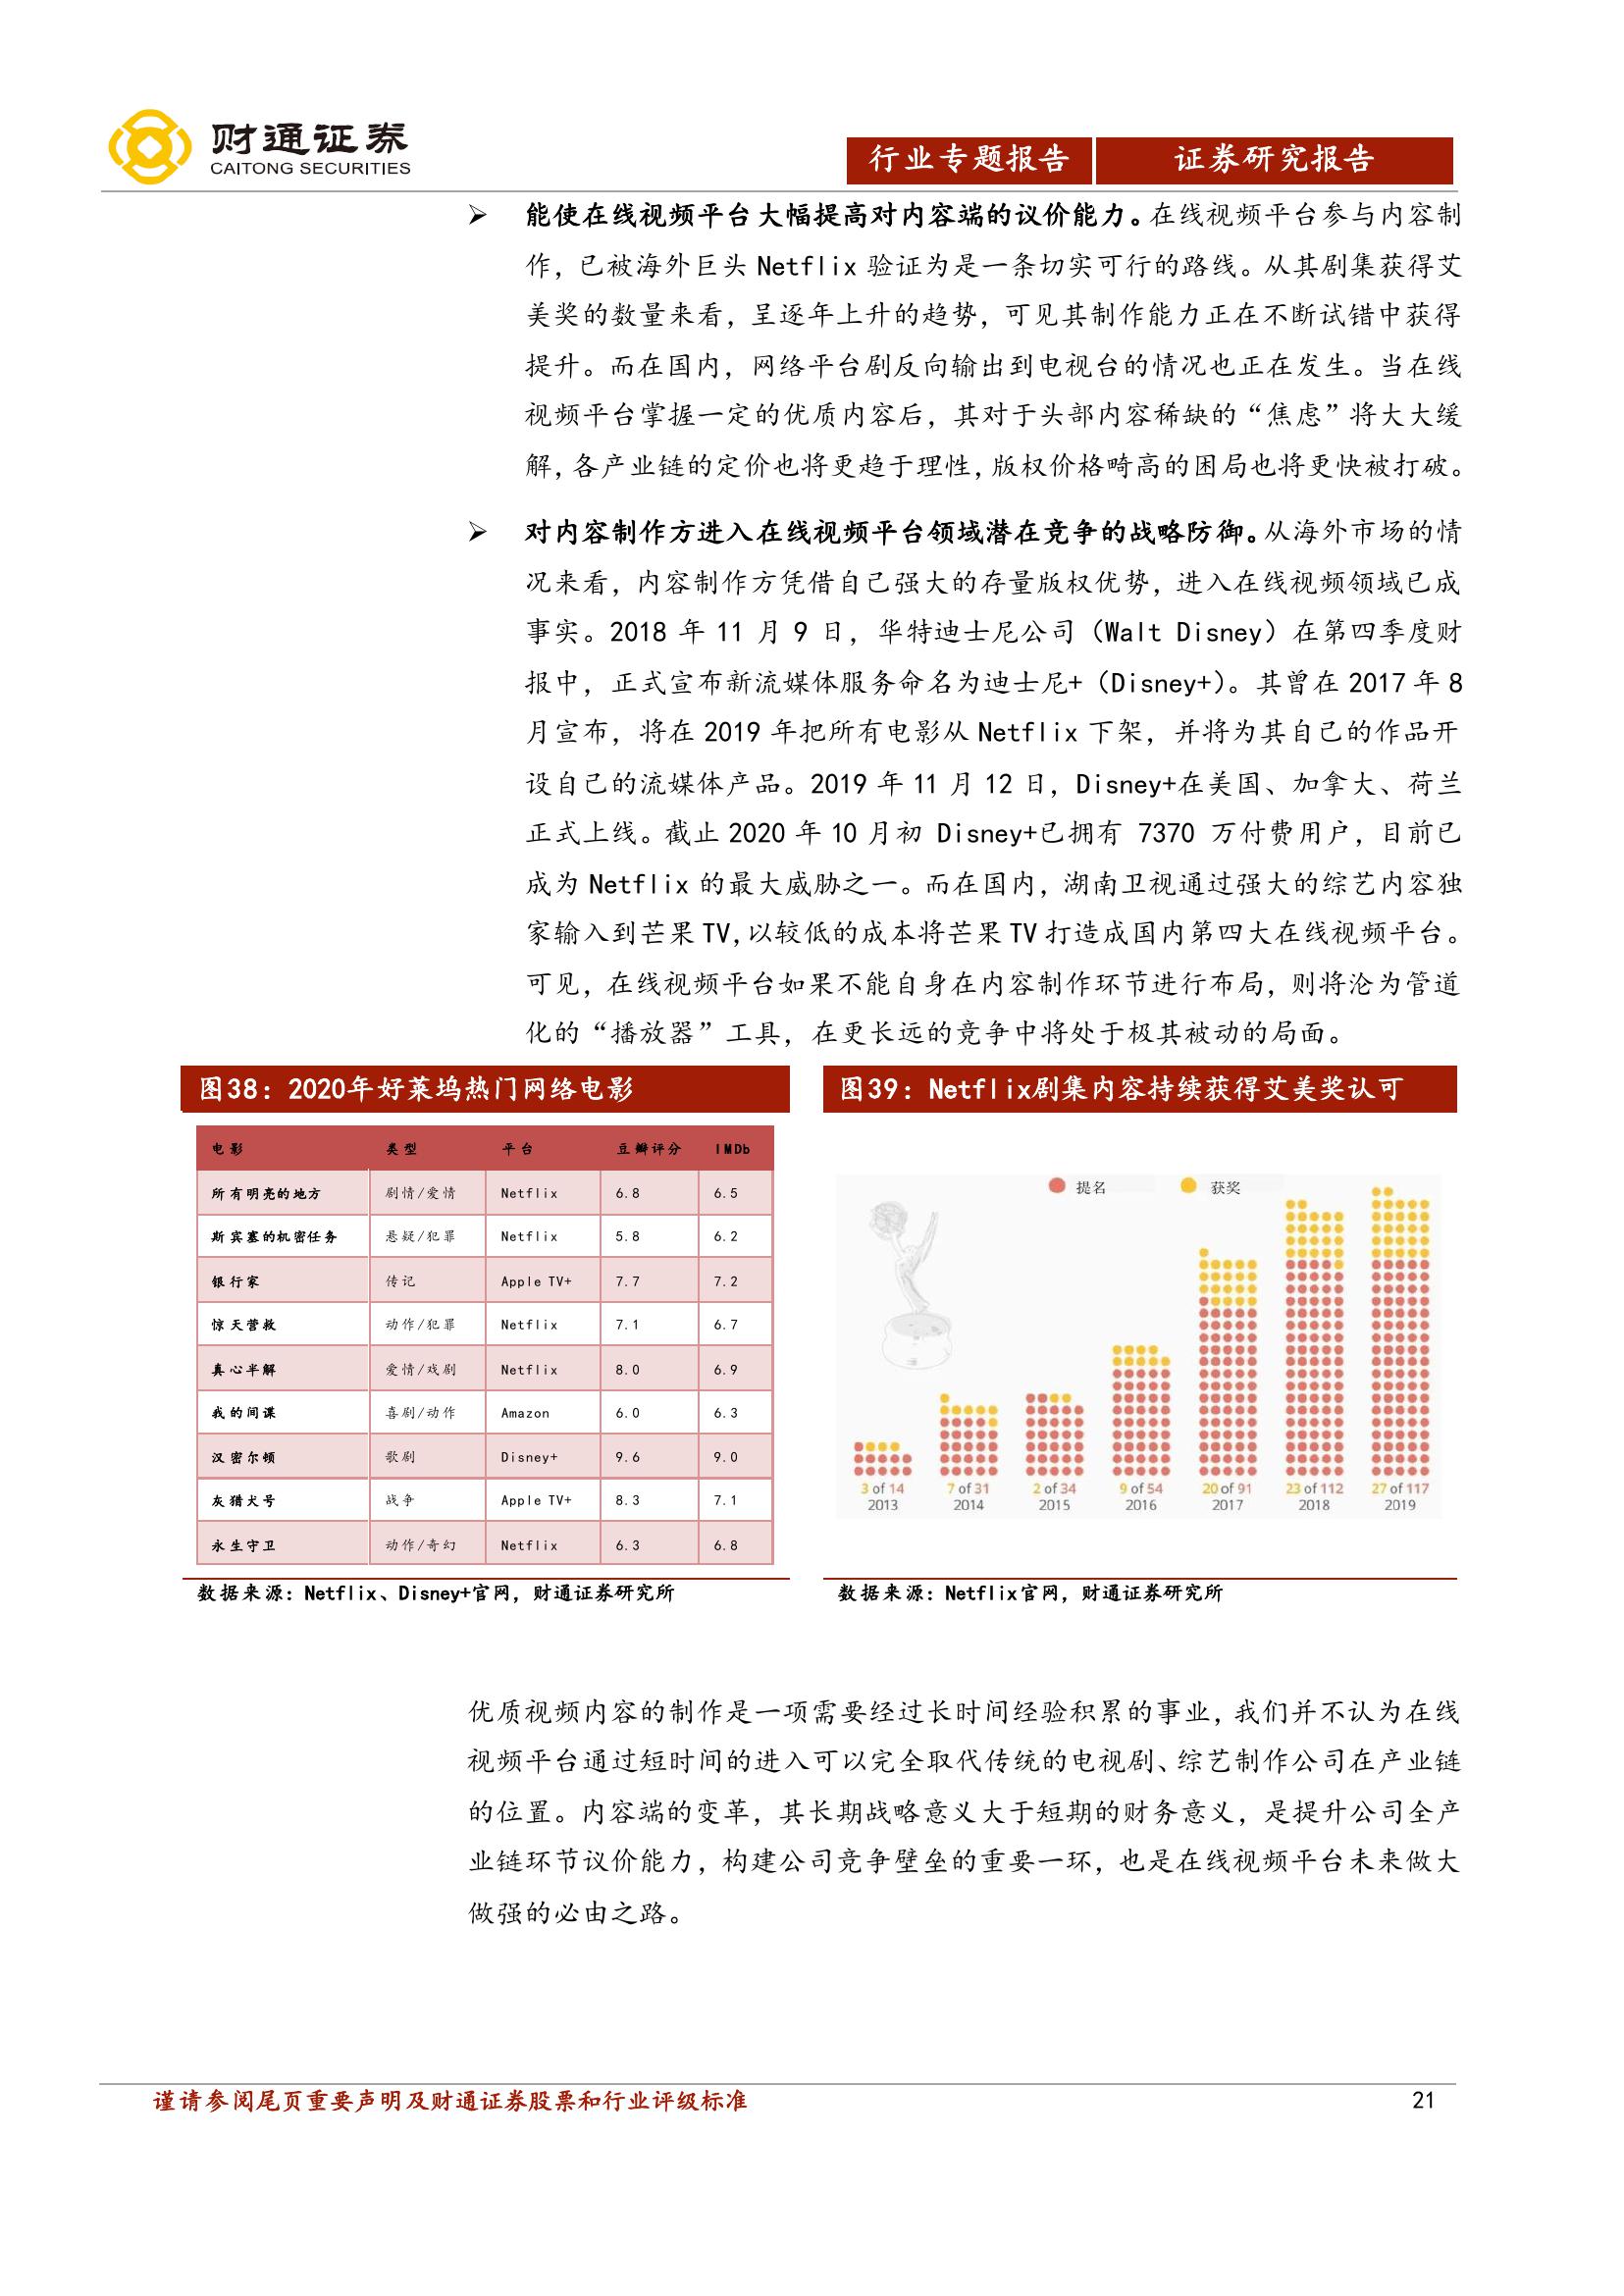 财通证券
CAITONG SECURITIES
行业专题报告
证券研究报告
➢ 能使在线视频平台大幅提高对内容端的议价能力。在线视频平台参与内容制
作，已被海外巨头 Netflix 验证为是一条切实可行的路线。从其剧集获得艾
美奖的数量来看，呈逐年上升的趋势，可见其制作能力正在不断试错中获得
提升。而在国内，网络平台剧反向输出到电视台的情况也正在发生。当在线
视频平台掌握一定的优质内容后，其对于头部内容稀缺的“焦虑”将大大缓
解，各产业链的定价也将更趋于理性，版权价格畸高的困局也将更快被打破。
➢ 对内容制作方进入在线视频平台领域潜在竞争的战略防御。从海外市场的情
况来看，内容制作方凭借自己强大的存量版权优势，进入在线视频领域已成
事实。2018 年 11 月 9 日，华特迪士尼公司（Walt Disney）在第四季度财
报中，正式宣布新流媒体服务命名为迪士尼+（Disney+）。其曾在 2017 年 8
月宣布，将在 2019 年把所有电影从 Netflix 下架，并将为其自己的作品开
设自己的流媒体产品。2019 年 11 月 12 日，Disney+在美国、加拿大、荷兰
正式上线。截止 2020 年 10 月初 Disney+已拥有 7370 万付费用户，目前已
成为 Netflix 的最大威胁之一。而在国内，湖南卫视通过强大的综艺内容独
家输入到芒果 TV，以较低的成本将芒果 TV 打造成国内第四大在线视频平台。
可见，在线视频平台如果不能自身在内容制作环节进行布局，则将沦为管道
化的“播放器”工具，在更长远的竞争中将处于极其被动的局面。
图38：2020年好莱坞热门网络电影
电影 类型 平台 豆瓣评分 IMDb
所有明亮的地方 剧情/爱情 Netflix 6.8 6.5
斯宾塞的机密任务 悬疑/犯罪 Netflix 5.8 6.2
银行家 传记 Apple TV+ 7.7 7.2
惊天营救 动作/犯罪 Netflix 7.1 6.7
真心半解 爱情/戏剧 Netflix 8.0 6.9
我的间谍 喜剧/动作 Amazon 6.0 6.3
汉密尔顿 歌剧 Disney+ 9.6 9.0
灰猎犬号 战争 Apple TV+ 8.3 7.1
永生守卫 动作/奇幻 Netflix 6.3 6.8
数据来源：Netflix、Disney+官网，财通证券研究所
图39：Netflix剧集内容持续获得艾美奖认可
提名 获奖
3 of 14 7 of 31 2 of 34 9 of 54 20 of 91 23 of 112 27 of 117
2013 2014 2015 2016 2017 2018 2019
数据来源：Netflix官网，财通证券研究所
优质视频内容的制作是一项需要经过长时间经验积累的事业，我们并不认为在线
视频平台通过短时间的进入可以完全取代传统的电视剧、综艺制作公司在产业链
的位置。内容端的变革，其长期战略意义大于短期的财务意义，是提升公司全产
业链环节议价能力，构建公司竞争壁垒的重要一环，也是在线视频平台未来做大
做强的必由之路。
谨请参阅尾页重要声明及财通证券股票和行业评级标准
21